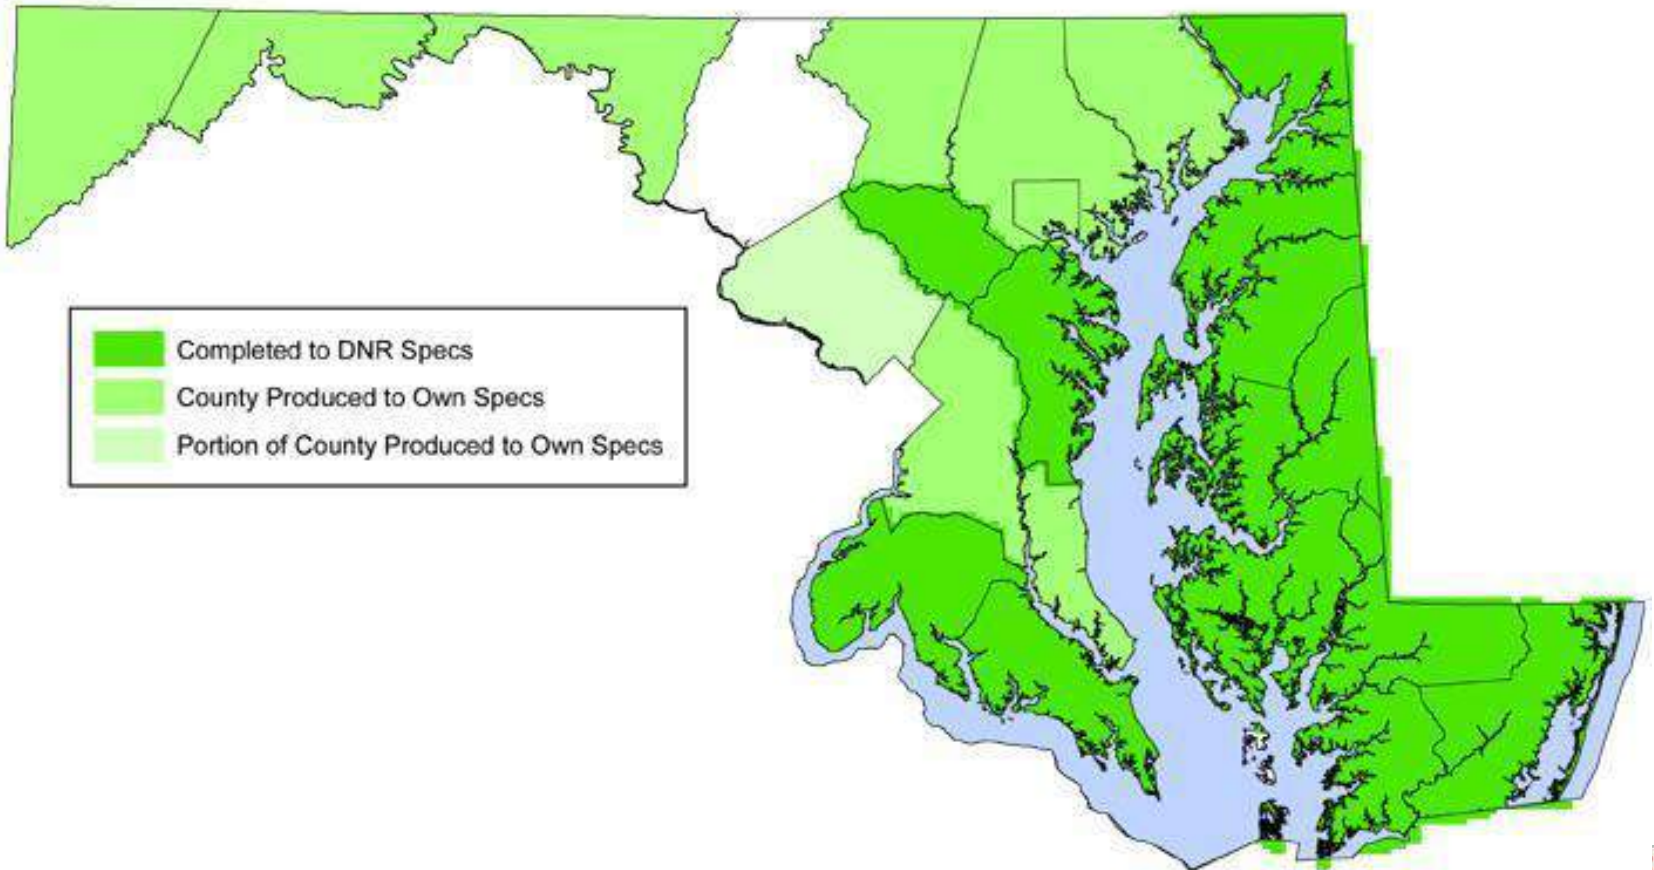 Completed to DNR Specs
County Produced to Own Specs
Portion of County Produced to Own Specs